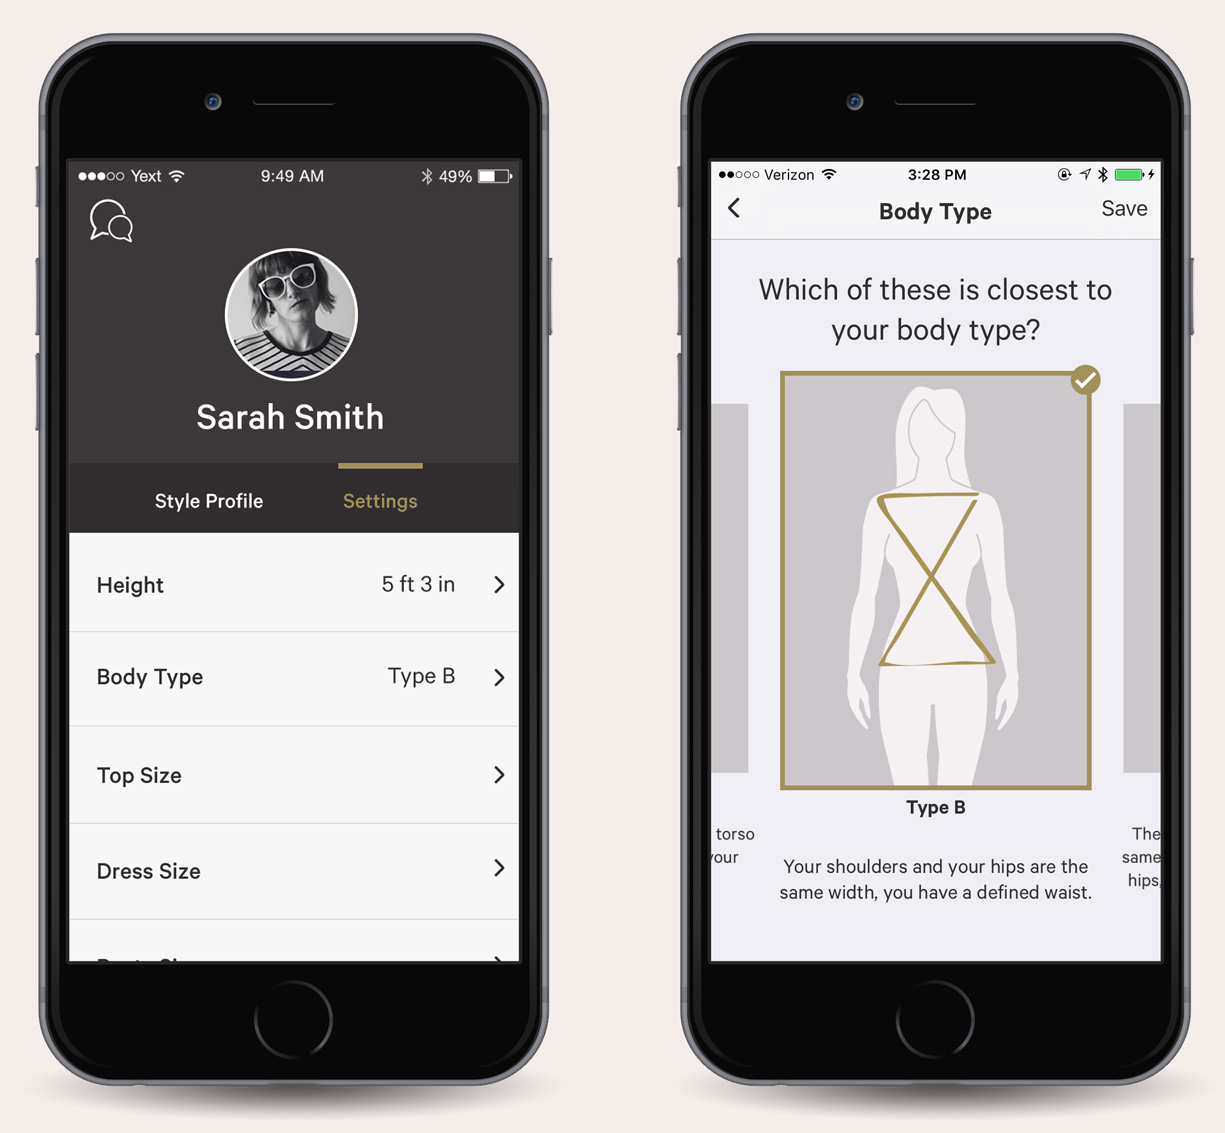 Yext 9:49 AM 49%
Sarah Smith
Style Profile Settings
Height 5 ft 3 in
Body Type Type B
Top Size
Dress Size
Verizon 3:28 PM
Body Type Save
Which of these is closest to
your body type?
Type B
torso
your
Your shoulders and your hips are the
same width, you have a defined waist.
The
same
hips,